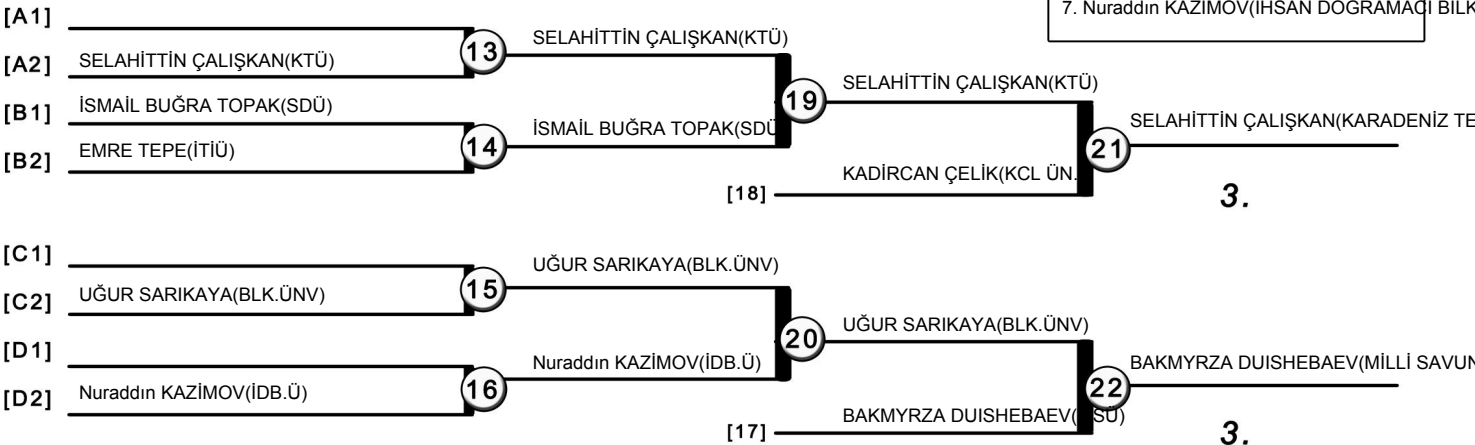 7. Nuraddın KAZİMOV(İHSAN DOĞRAMACI BİLK
[A1]
[A2] SELAHİTTİN ÇALIŞKAN(KTÜ)
13
SELAHİTTİN ÇALIŞKAN(KTÜ)
[B1] İSMAİL BUĞRA TOPAK(SDÜ)
[B2] EMRE TEPE(İTİÜ)
14
İSMAİL BUĞRA TOPAK(SDÜ
19
SELAHİTTİN ÇALIŞKAN(KTÜ)
[18] KADİRCAN ÇELİK(KCL ÜN.
21
SELAHİTTİN ÇALIŞKAN(KARADENİZ TE
3.
[C1]
[C2] UĞUR SARIKAYA(BLK.ÜNV)
15
UĞUR SARIKAYA(BLK.ÜNV)
[D1]
[D2] Nuraddın KAZİMOV(İDB.Ü)
16
Nuraddın KAZİMOV(İDB.Ü)
20
UĞUR SARIKAYA(BLK.ÜNV)
[17] BAKMYRZA DUISHEBAEV( SÜ)
22
BAKMYRZA DUISHEBAEV(MİLLİ SAVUN
3.